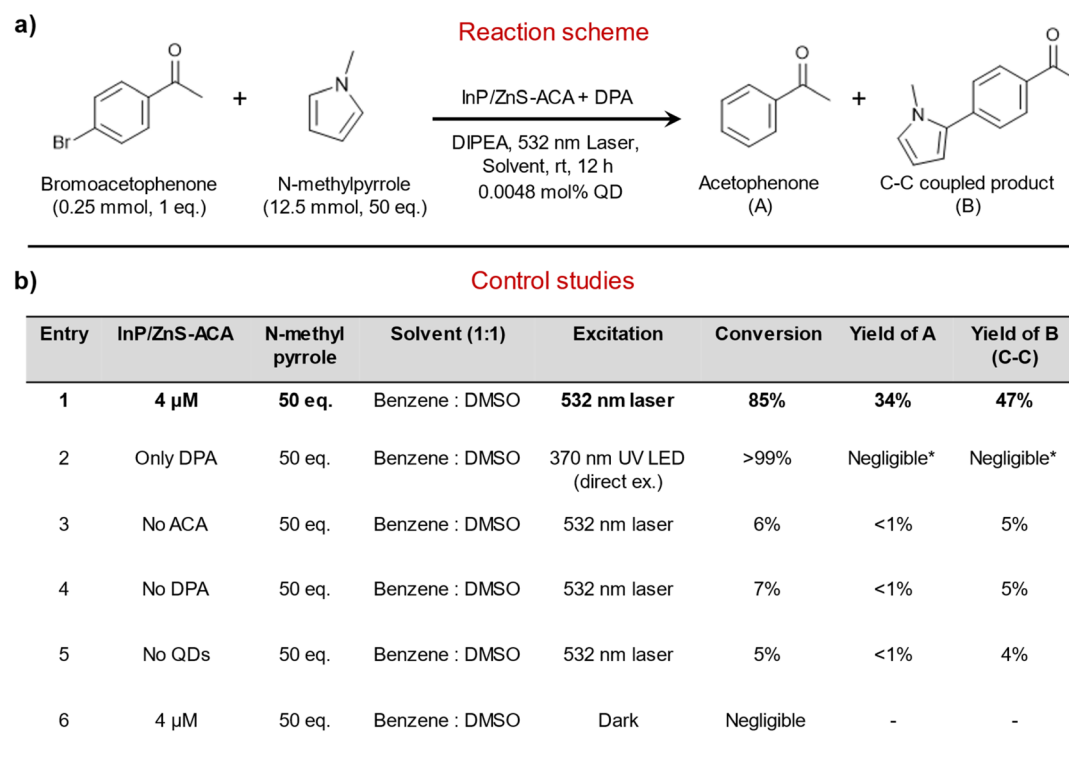 a)
Reaction scheme
O
Br
+
N
InP/ZnS-ACA + DPA
DIPEA, 532 nm Laser,
Solvent, rt, 12 h
0.0048 mol% QD
O
+
N
O
Bromoacetophenone
(0.25 mmol, 1 eq.)
N-methylpyrrole
(12.5 mmol, 50 eq.)
Acetophenone
(A)
C-C coupled product
(B)
b)
Control studies
Entry InP/ZnS-ACA N-methyl pyrrole Solvent (1:1) Excitation Conversion Yield of A Yield of B (C-C)
1 4 µM 50 eq. Benzene : DMSO 532 nm laser 85% 34% 47%
2 Only DPA 50 eq. Benzene : DMSO 370 nm UV LED (direct ex.) >99% Negligible* Negligible*
3 No ACA 50 eq. Benzene : DMSO 532 nm laser 6% <1% 5%
4 No DPA 50 eq. Benzene : DMSO 532 nm laser 7% <1% 5%
5 No QDs 50 eq. Benzene : DMSO 532 nm laser 5% <1% 4%
6 4 µM 50 eq. Benzene : DMSO Dark Negligible - -